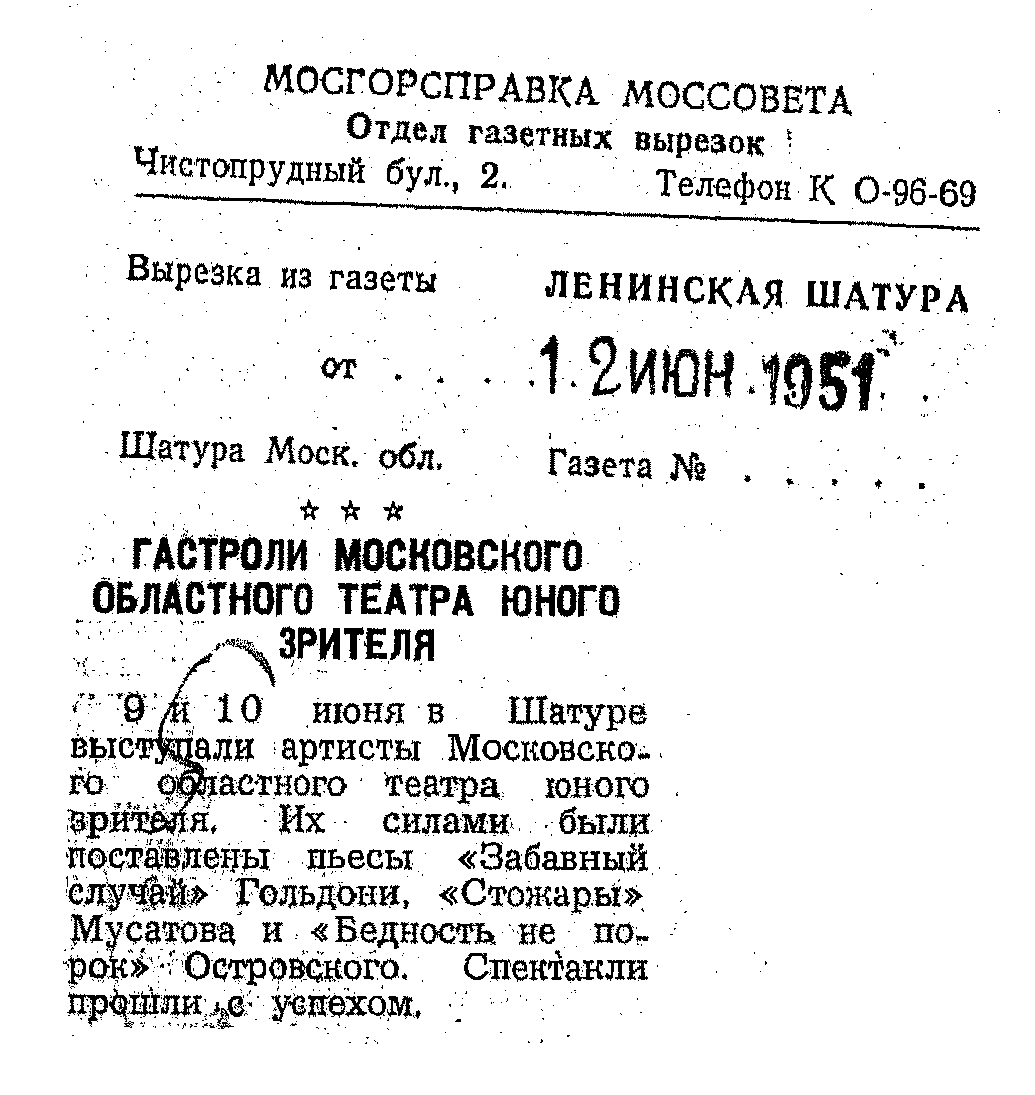 МОСГОРСПРАВКА МОССОВЕТА
Отдел газетных вырезок
Чистопрудный бул., 2. Телефон К 0-96-69
Вырезка из газеты ЛЕНИНСКАЯ ШАТУРА
от . . . . 12 ИЮН 1951 .
Шатура Моск. обл. Газета № . . . . .
☆ ☆ ☆
ГАСТРОЛИ МОСКОВСКОГО
ОБЛАСТНОГО ТЕАТРА ЮНОГО
ЗРИТЕЛЯ
9 и 10 июня в Шатуре
выступали артисты Московско-
го областного театра юного
зрителя. Их силами были
поставлены пьесы «Забавный
случай» Гольдони, «Стожары»
Мусатова и «Бедность не по-
рок» Островского. Спектакли
прошли с успехом.